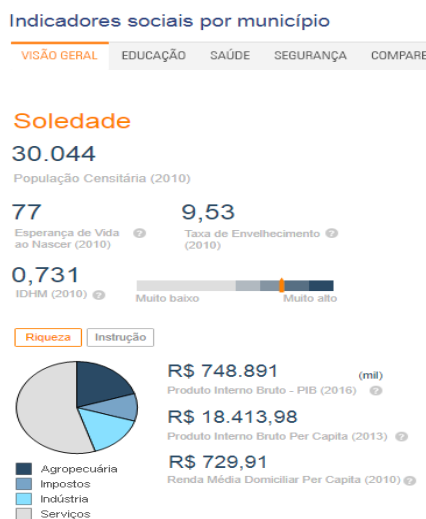 Indicadores sociais por município
VISÃO GERAL EDUCAÇÃO SAÚDE SEGURANÇA COMPARE
Soledade
30.044
População Censitária (2010)
77
Esperança de Vida ?
ao Nascer (2010)
9,53
Taxa de Envelhecimento ?
(2010)
0,731
IDHM (2010) ?
Muito baixo Muito alto
Riqueza Instrução
R$ 748.891 (mil)
Produto Interno Bruto - PIB (2016) ?
R$ 18.413,98
Produto Interno Bruto Per Capita (2013) ?
R$ 729,91
Renda Média Domiciliar Per Capita (2010) ?
Agropecuária
Impostos
Indústria
Serviços